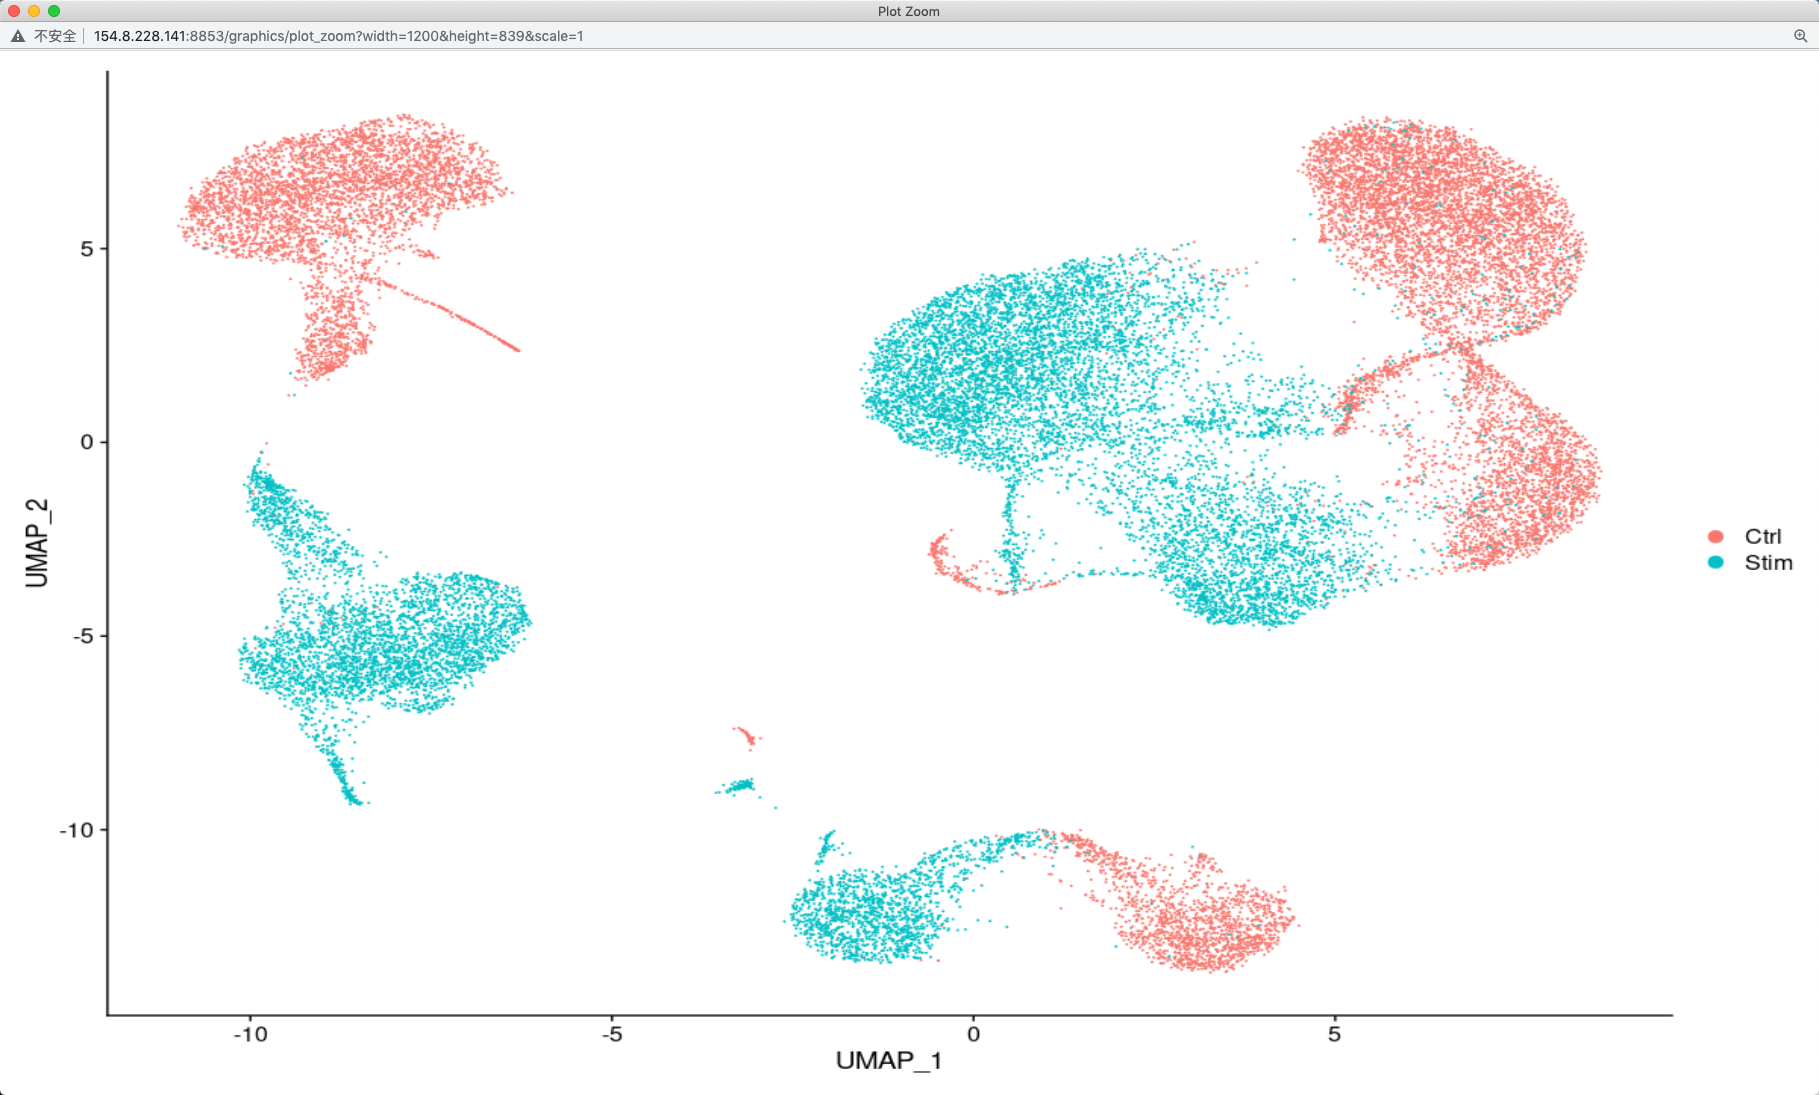 Plot Zoom
不安全 154.8.228.141:8853/graphics/plot_zoom?width=1200&height=839&scale=1
5
0
-5
-10
UMAP_2
Ctrl
Stim
-10 -5 0 5
UMAP_1